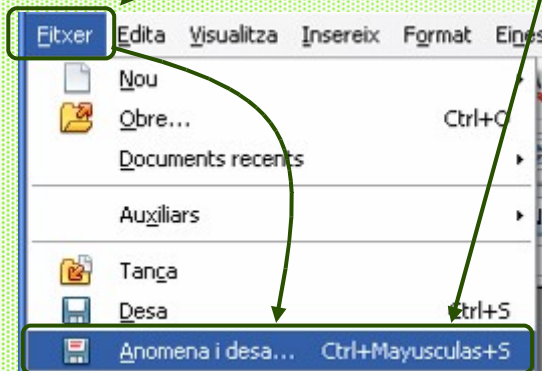 Fitxer Edita Visualitza Insereix Format Eines
Nou
Obre... Ctrl+O
Documents recents
Auxiliars
Tanca
Desa Ctrl+S
Anomena i desa... Ctrl+Mayusculas+S